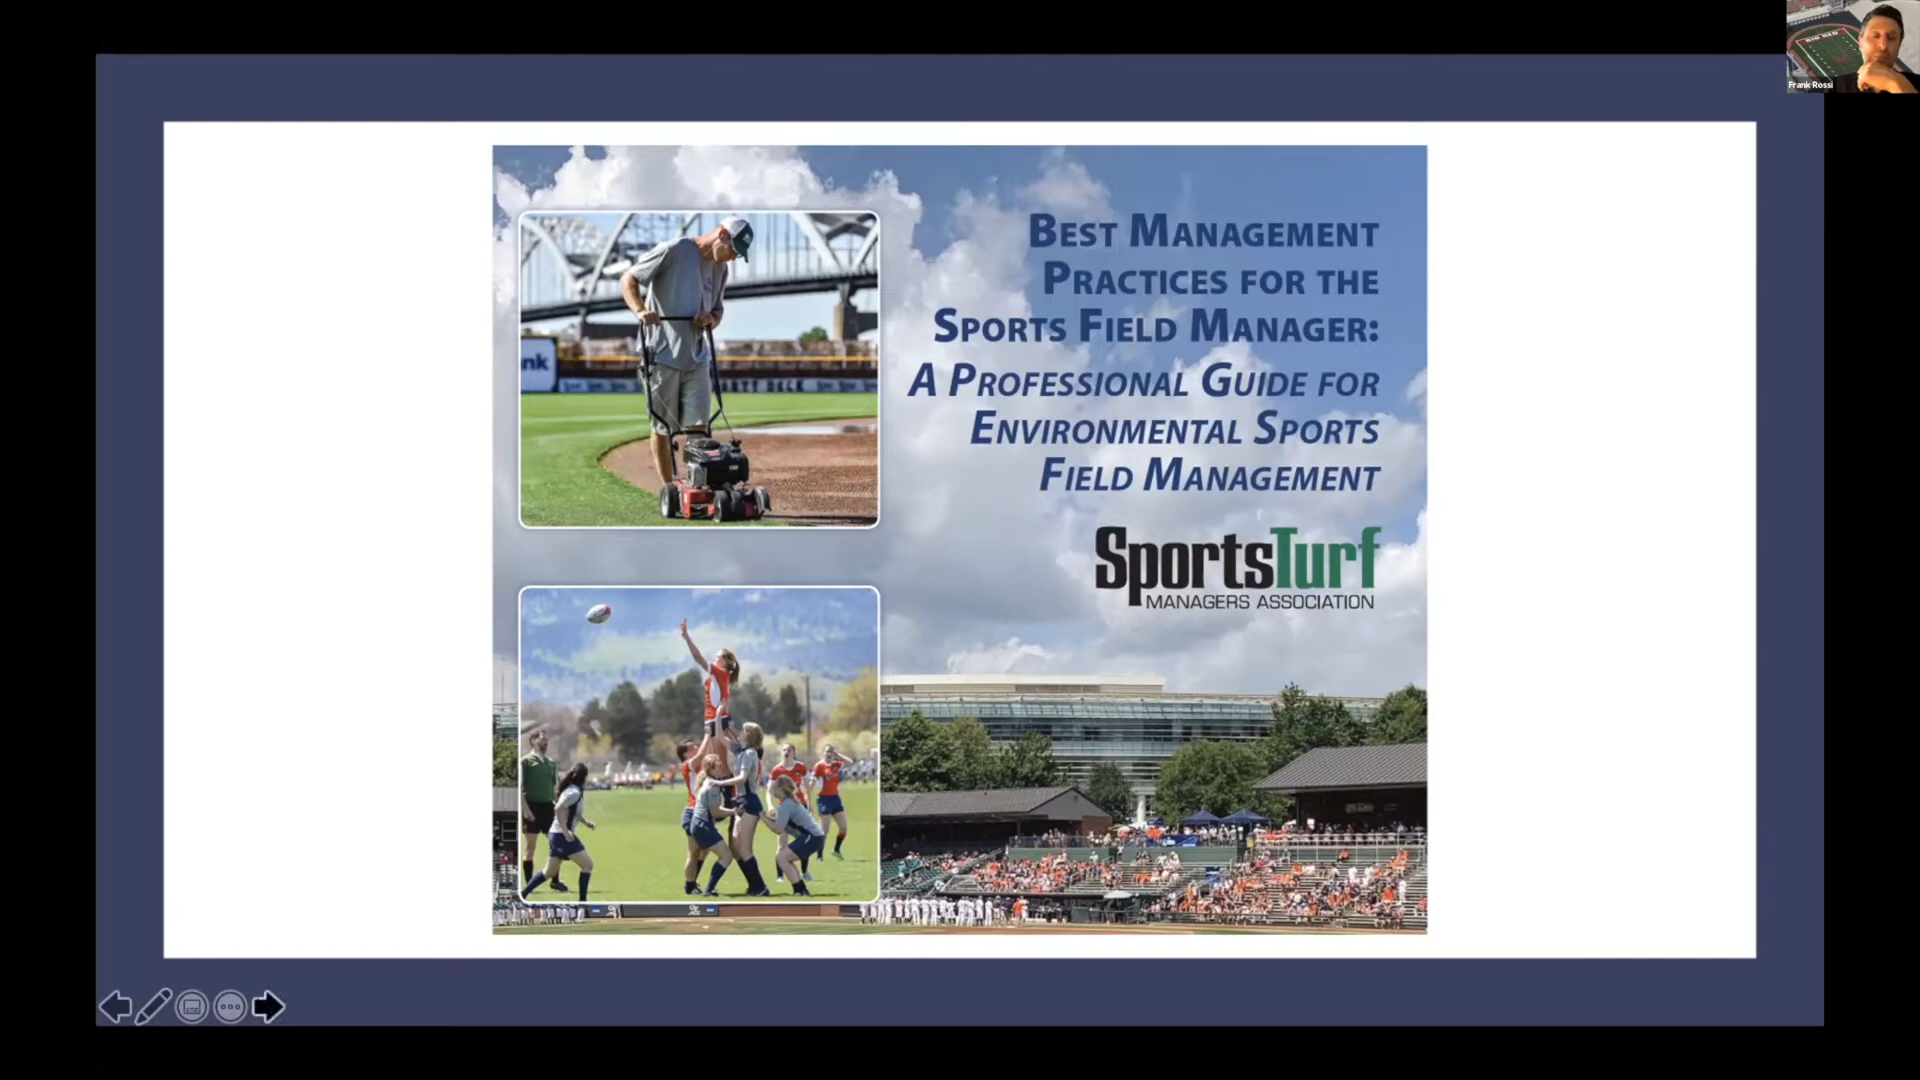 Frank Rossi
BEST MANAGEMENT
PRACTICES FOR THE
SPORTS FIELD MANAGER:
A PROFESSIONAL GUIDE FOR
ENVIRONMENTAL SPORTS
FIELD MANAGEMENT
SportsTurf
MANAGERS ASSOCIATION
nk